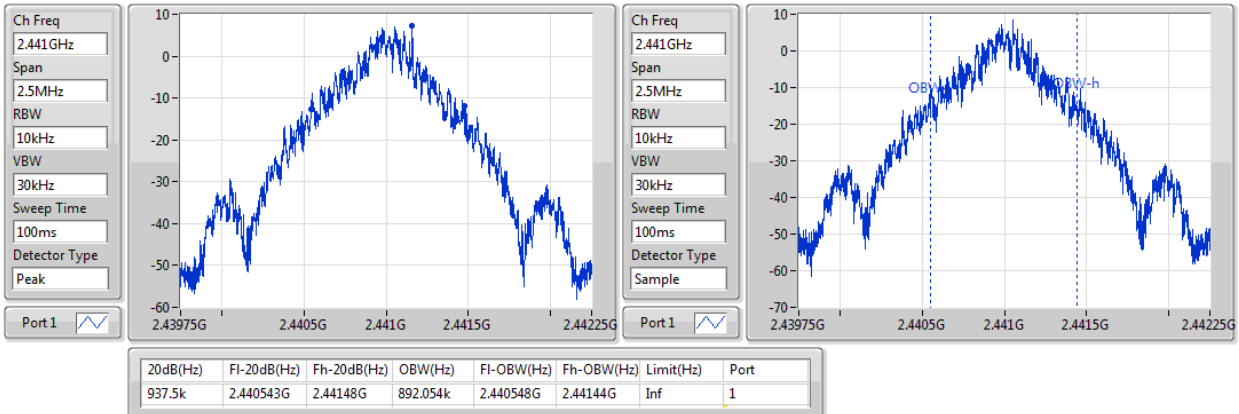 Ch Freq
2.441GHz
Span
2.5MHz
RBW
10kHz
VBW
30kHz
Sweep Time
100ms
Detector Type
Peak
Port 1
10
0
-10
-20
-30
-40
-50
-60
2.43975G 2.4405G 2.441G 2.4415G 2.44225G
Ch Freq
2.441GHz
Span
2.5MHz
RBW
10kHz
VBW
30kHz
Sweep Time
100ms
Detector Type
Sample
Port 1
10
0
-10
-20
-30
-40
-50
-60
-70
OBW-h
2.43975G 2.4405G 2.441G 2.4415G 2.44225G
20dB(Hz) Fl-20dB(Hz) Fh-20dB(Hz) OBW(Hz) Fl-OBW(Hz) Fh-OBW(Hz) Limit(Hz) Port
937.5k 2.440543G 2.44148G 892.054k 2.440548G 2.44144G Inf 1